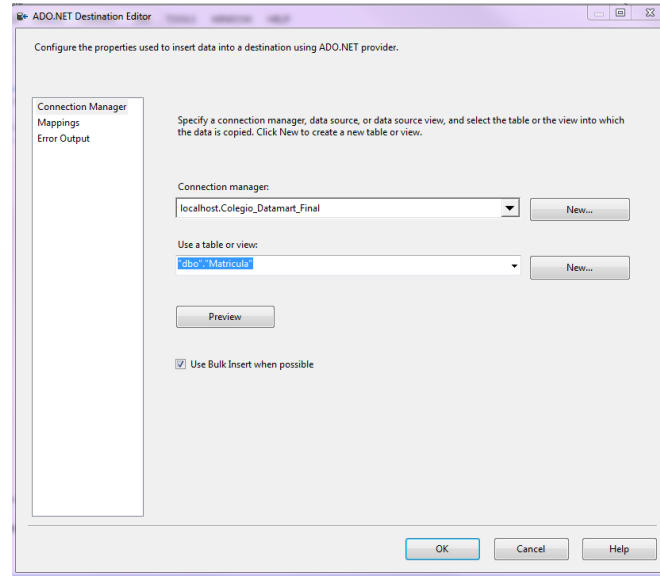 ADO.NET Destination Editor
TOOLS WINDOW HELP
Configure the properties used to insert data into a destination using ADO.NET provider.
Connection Manager
Mappings
Error Output
Specify a connection manager, data source, or data source view, and select the table or the view into which
the data is copied. Click New to create a new table or view.
Connection manager:
localhost.Colegio_Datamart_Final
New...
Use a table or view:
"dbo"."Matricula"
New...
Preview
Use Bulk Insert when possible
OK
Cancel
Help